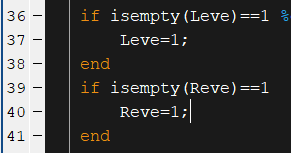 36 – if isempty(Leve)==1 %
37 – Leve=1;
38 – end
39 – if isempty(Reve)==1
40 – Reve=1;
41 – end